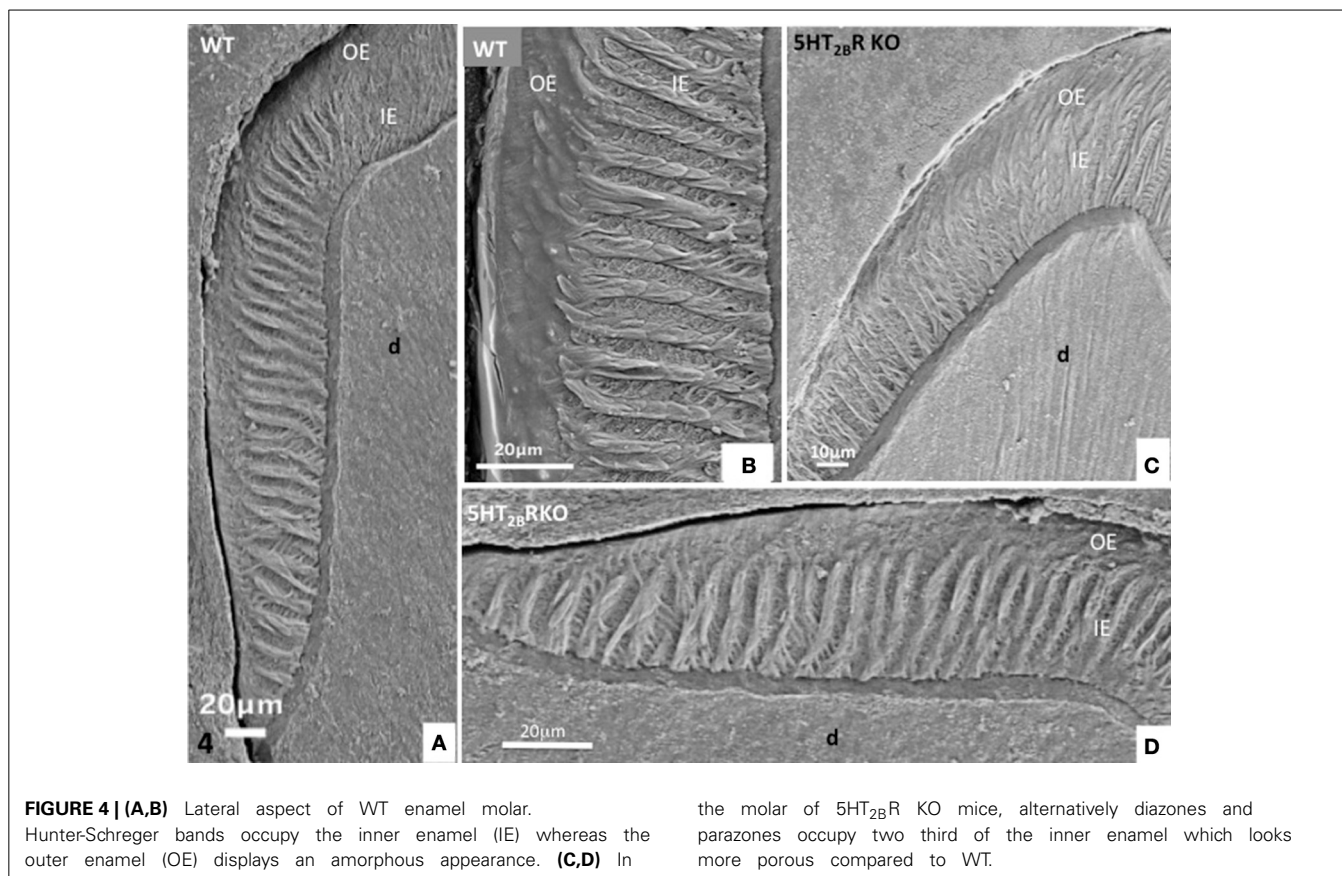 WT
OE
IE
d
20µm
4
A
WT
OE
IE
20µm
B
5HT2BR KO
OE
IE
d
10µm
C
5HT2BRKO
OE
IE
20µm
d
D
FIGURE 4 | (A,B) Lateral aspect of WT enamel molar.
Hunter-Schreger bands occupy the inner enamel (IE) whereas the
outer enamel (OE) displays an amorphous appearance. (C,D) In
the molar of 5HT2BR KO mice, alternatively diazones and
parazones occupy two third of the inner enamel which looks
more porous compared to WT.